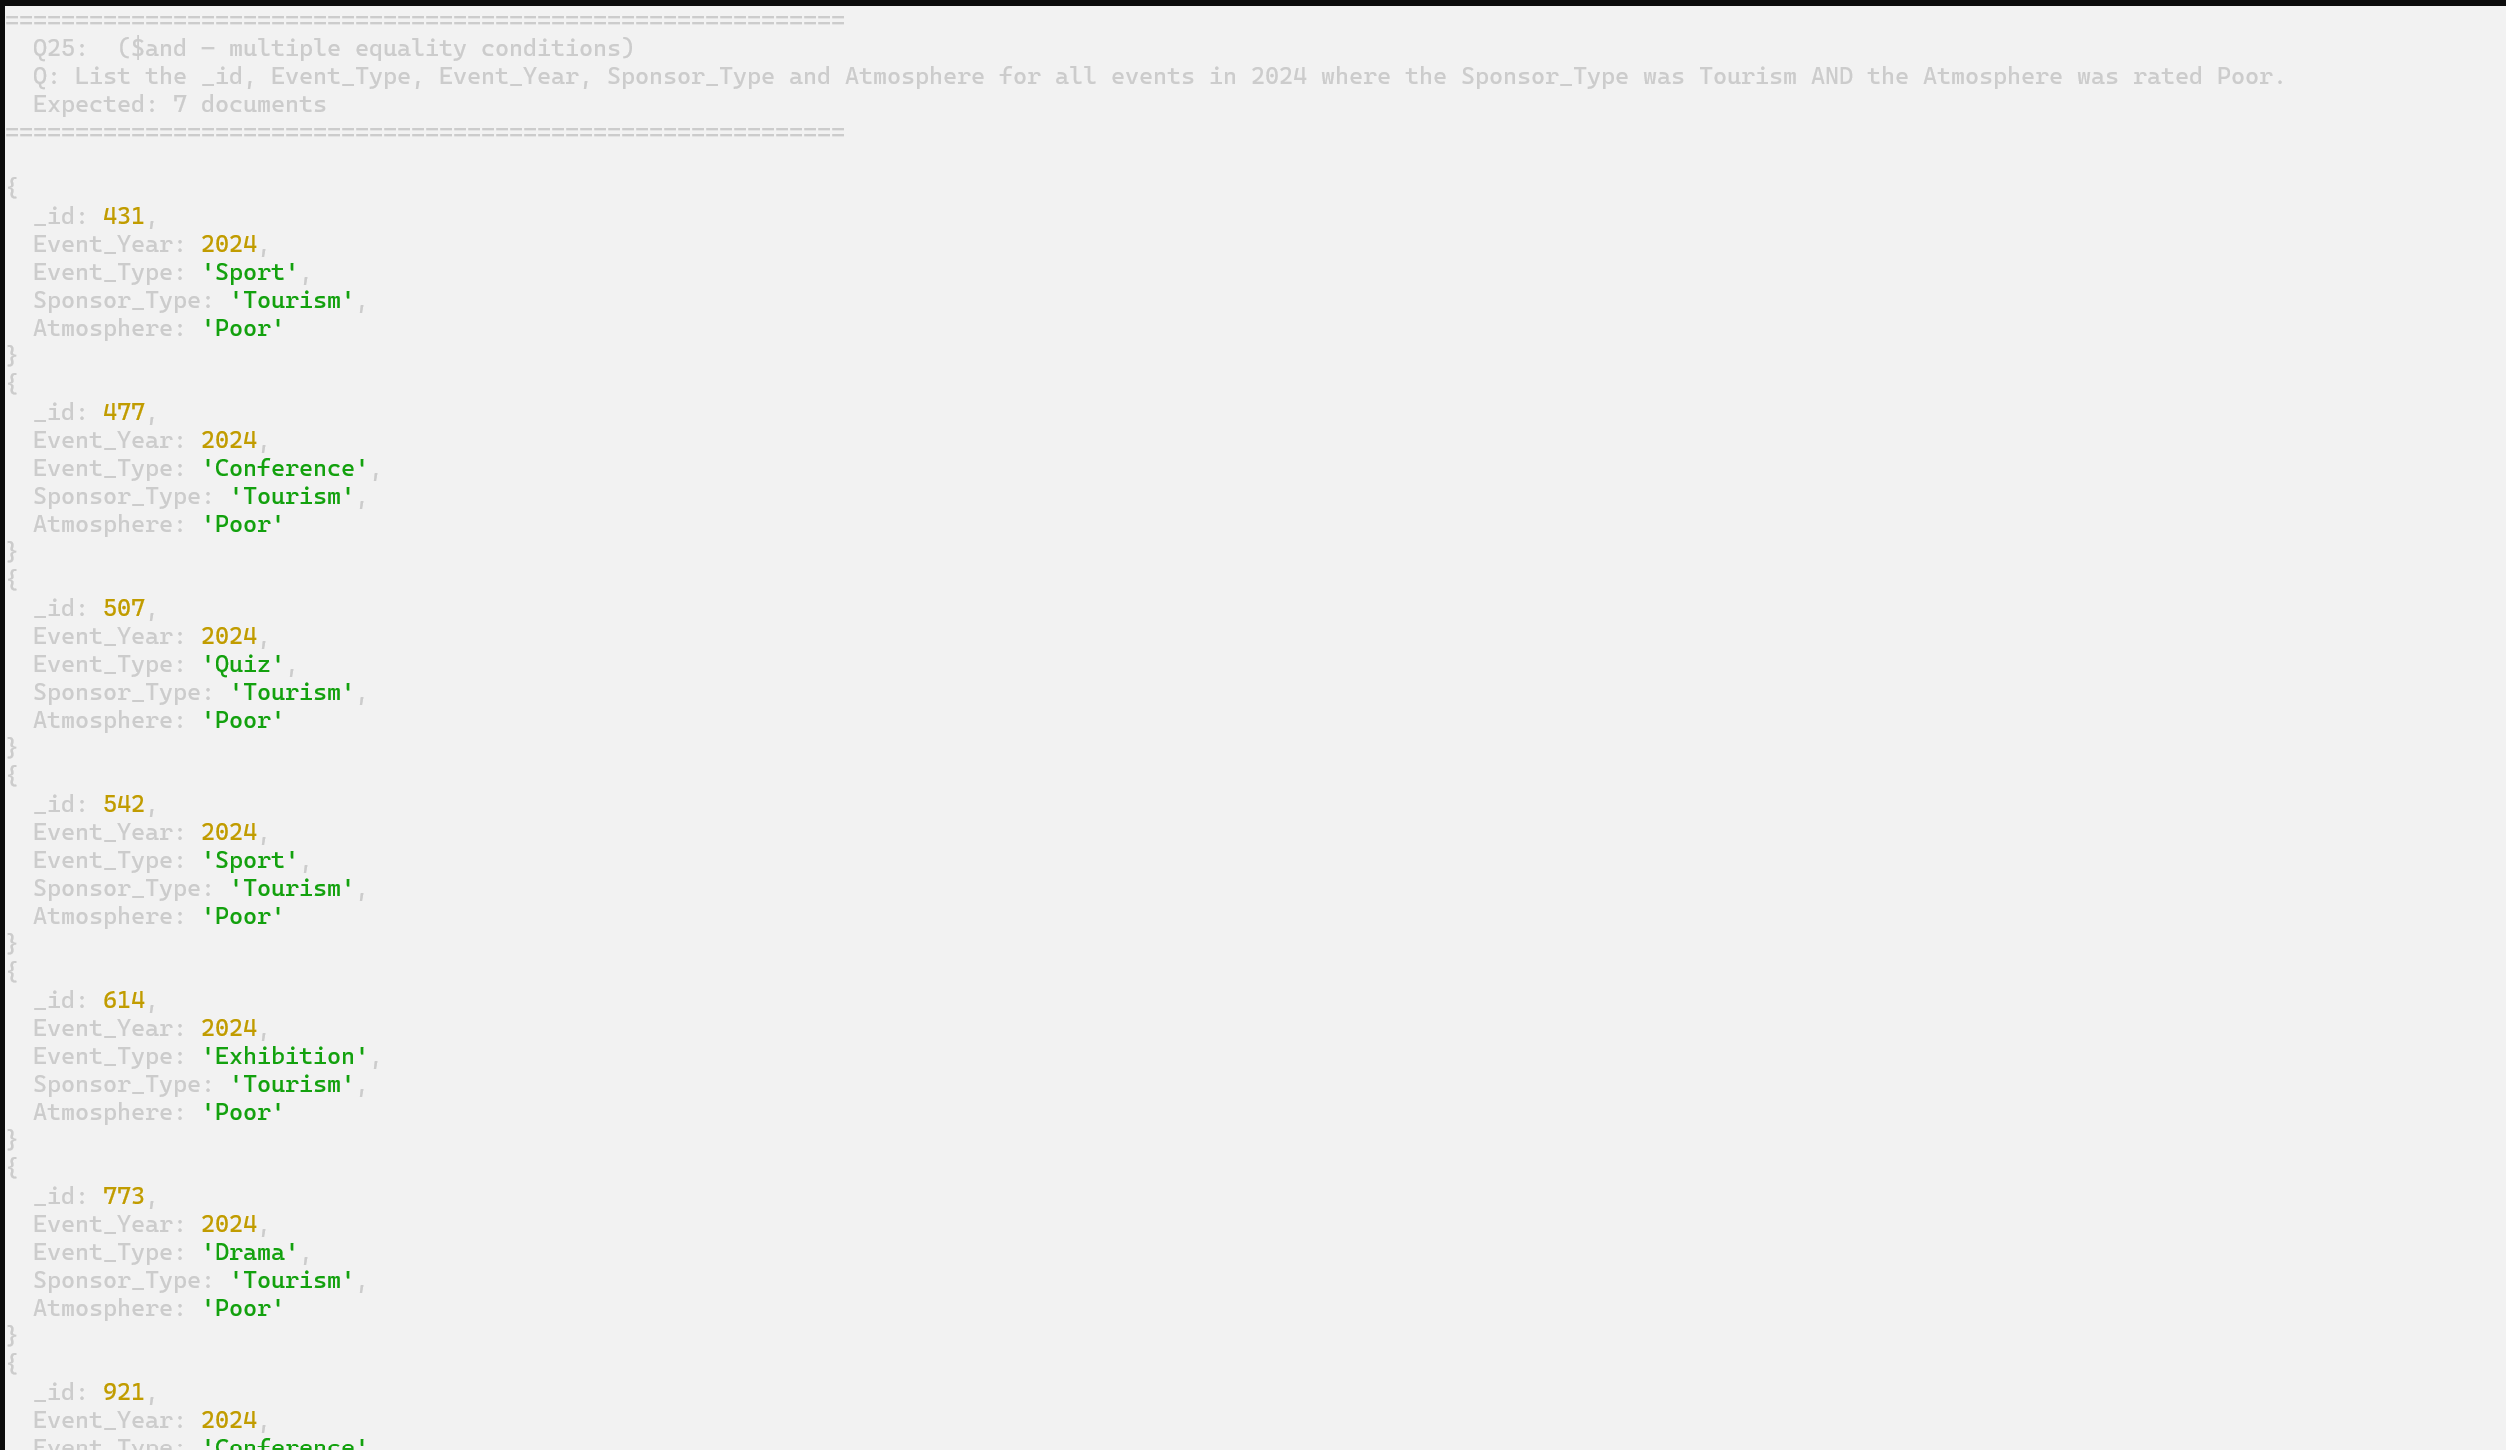 ============================================================
Q25:  ($and — multiple equality conditions)
Q: List the _id, Event_Type, Event_Year, Sponsor_Type and Atmosphere for all events in 2024 where the Sponsor_Type was Tourism AND the Atmosphere was rated Poor.
Expected: 7 documents
============================================================
{
_id: 431,
Event_Year: 2024,
Event_Type: 'Sport',
Sponsor_Type: 'Tourism',
Atmosphere: 'Poor'
}
{
_id: 477,
Event_Year: 2024,
Event_Type: 'Conference',
Sponsor_Type: 'Tourism',
Atmosphere: 'Poor'
}
{
_id: 507,
Event_Year: 2024,
Event_Type: 'Quiz',
Sponsor_Type: 'Tourism',
Atmosphere: 'Poor'
}
{
_id: 542,
Event_Year: 2024,
Event_Type: 'Sport',
Sponsor_Type: 'Tourism',
Atmosphere: 'Poor'
}
{
_id: 614,
Event_Year: 2024,
Event_Type: 'Exhibition',
Sponsor_Type: 'Tourism',
Atmosphere: 'Poor'
}
{
_id: 773,
Event_Year: 2024,
Event_Type: 'Drama',
Sponsor_Type: 'Tourism',
Atmosphere: 'Poor'
}
{
_id: 921,
Event_Year: 2024,
Event_Type: 'Conference'